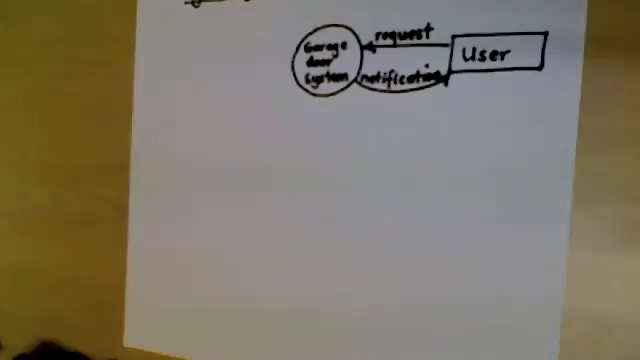 request
Garage
door
system
User
notification